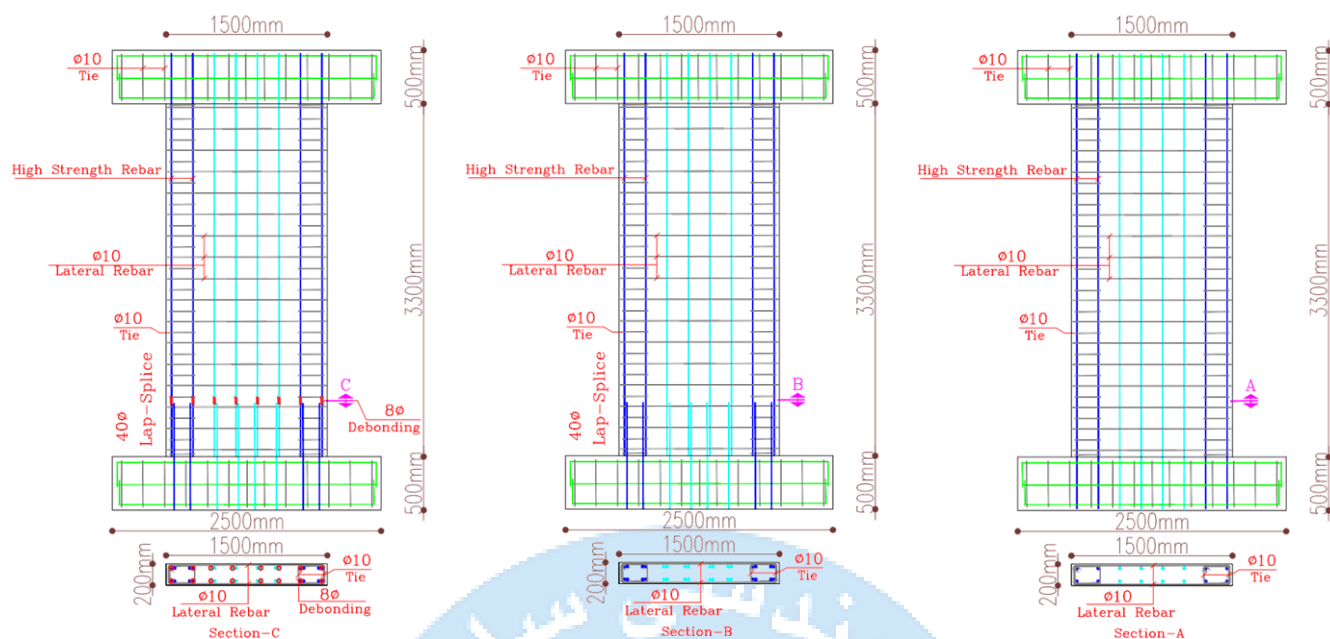 1500mm
ø10
Tie
500mm
High Strength Rebar
ø10
Lateral Rebar
3300mm
ø10
Tie
40ø
Lap-Splice
C
8ø
Debonding
500mm
2500mm
1500mm
200mm
ø10
Tie
ø10
Lateral Rebar
8ø
Debonding
Section-C
1500mm
ø10
Tie
500mm
High Strength Rebar
ø10
Lateral Rebar
3300mm
ø10
Tie
40ø
Lap-Splice
B
500mm
2500mm
1500mm
200mm
ø10
Tie
ø10
Lateral Rebar
Section-B
1500mm
ø10
Tie
500mm
High Strength Rebar
ø10
Lateral Rebar
3300mm
ø10
Tie
A
500mm
2500mm
1500mm
200mm
ø10
Tie
ø10
Lateral Rebar
Section-A